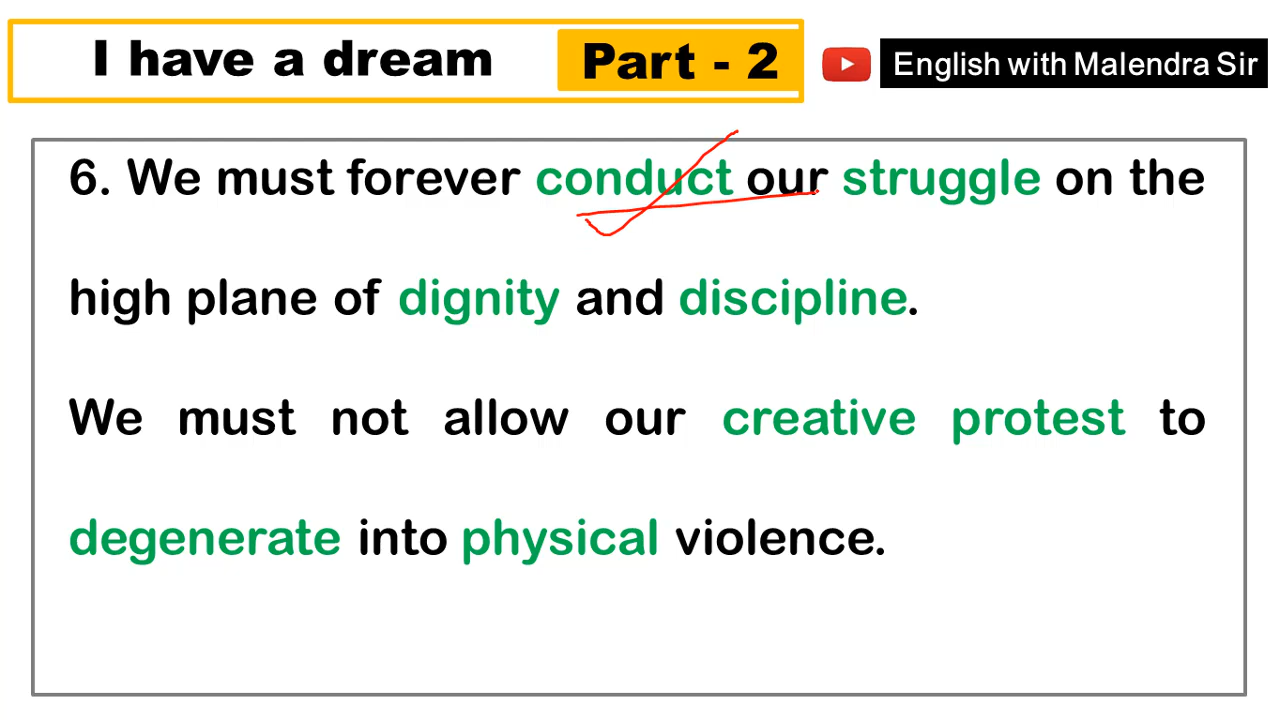 I have a dream Part - 2 English with Malendra Sir
6. We must forever conduct our struggle on the
high plane of dignity and discipline.
We must not allow our creative protest to
degenerate into physical violence.